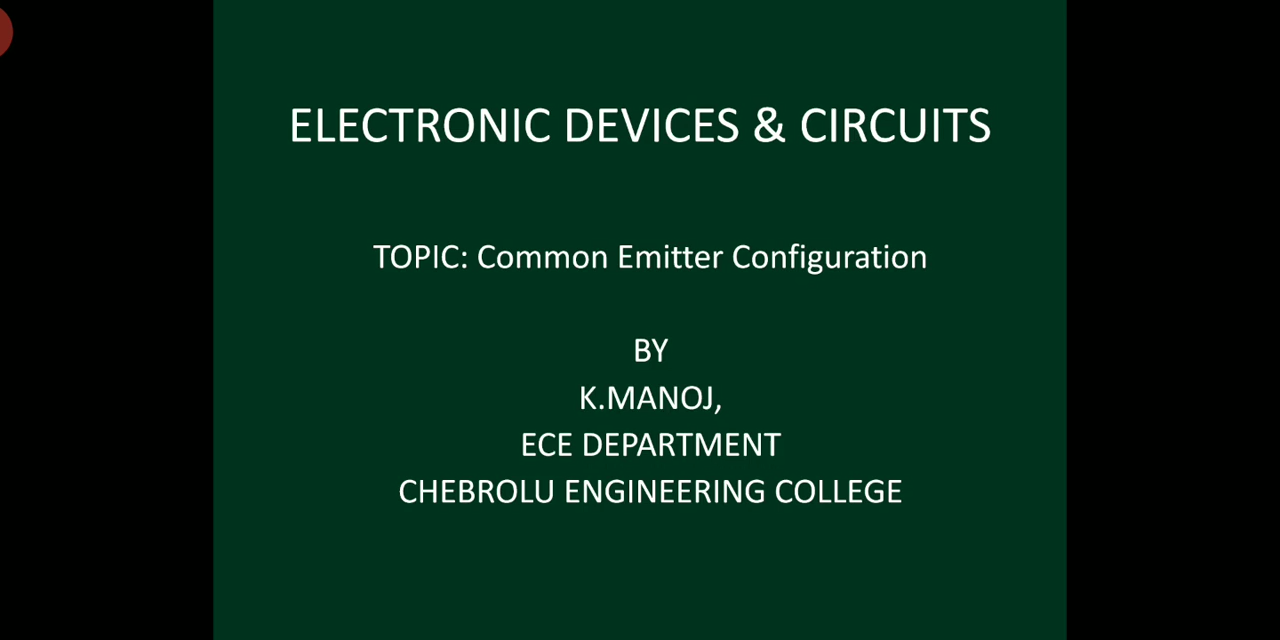 ELECTRONIC DEVICES & CIRCUITS
TOPIC: Common Emitter Configuration
BY
K.MANOJ,
ECE DEPARTMENT
CHEBROLU ENGINEERING COLLEGE